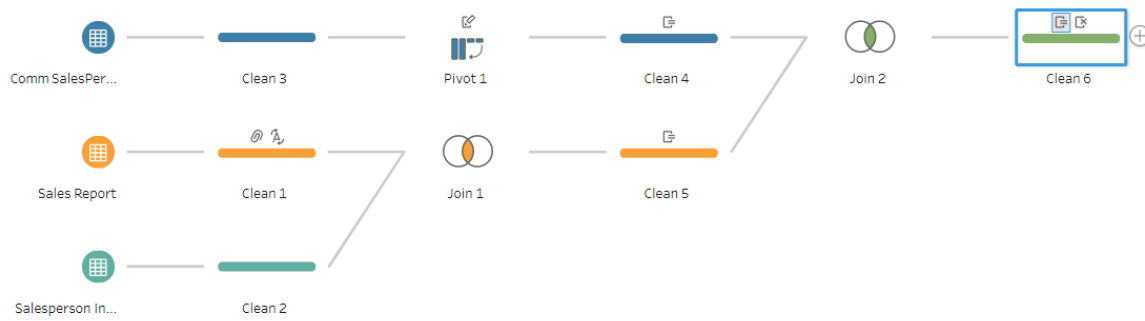 Comm SalesPer...
Clean 3
Pivot 1
Clean 4
Join 2
Clean 6
Sales Report
Clean 1
Join 1
Clean 5
Salesperson In...
Clean 2